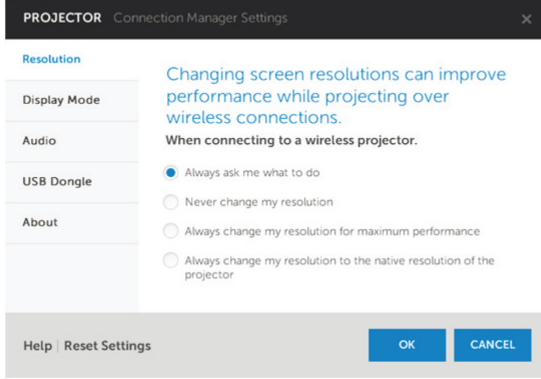 PROJECTOR Connection Manager Settings
Resolution
Display Mode
Audio
USB Dongle
About
Changing screen resolutions can improve
performance while projecting over
wireless connections.
When connecting to a wireless projector.
Always ask me what to do
Never change my resolution
Always change my resolution for maximum performance
Always change my resolution to the native resolution of the
projector
Help | Reset Settings
OK
CANCEL